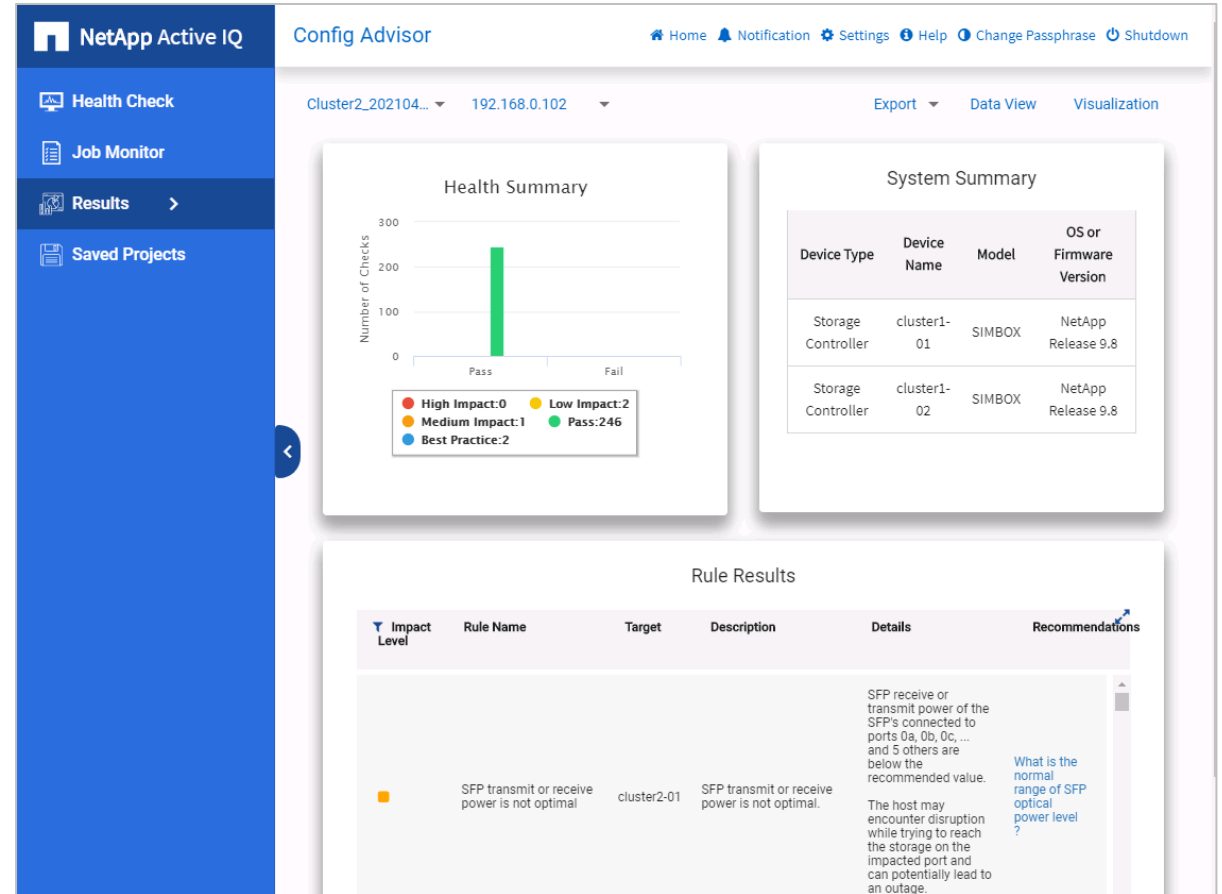 NetApp Active IQ
Config Advisor
Home Notification Settings Help Change Passphrase Shutdown
Health Check
Job Monitor
Results
Saved Projects
Cluster2_202104...
192.168.0.102
Export
Data View
Visualization
Health Summary
Number of Checks
300
200
100
0
Pass
Fail
High Impact:0
Low Impact:2
Medium Impact:1
Pass:246
Best Practice:2
System Summary
Device Type
Device
Name
Model
OS or
Firmware
Version
Storage
Controller
cluster1-
01
SIMBOX
NetApp
Release 9.8
Storage
Controller
cluster1-
02
SIMBOX
NetApp
Release 9.8
Rule Results
Impact
Level
Rule Name
Target
Description
Details
Recommendations
SFP transmit or receive
power is not optimal
cluster2-01
SFP transmit or receive
power is not optimal.
SFP receive or
transmit power of the
SFP's connected to
ports 0a, 0b, 0c, ...
and 5 others are
below the
recommended value.
The host may
encounter disruption
while trying to reach
the storage on the
impacted port and
can potentially lead to
an outage.
What is the
normal
range of SFP
optical
power level
?